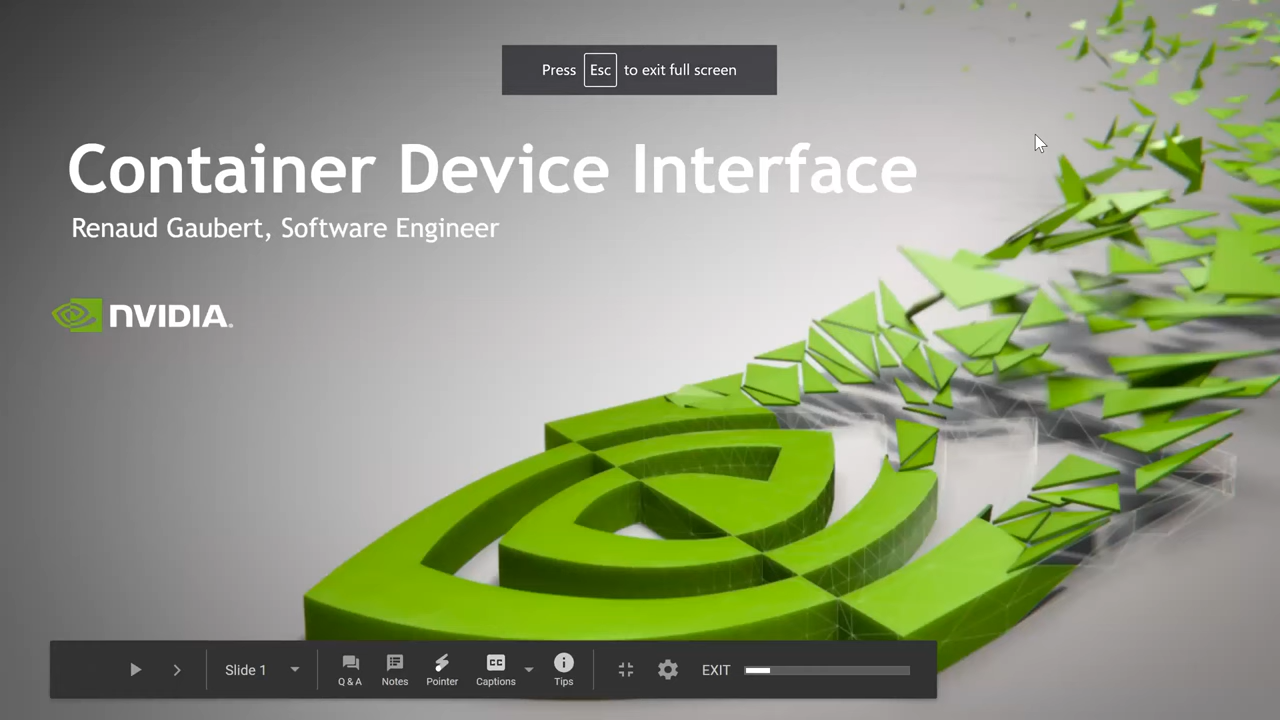 Press Esc to exit full screen
Container Device Interface
Renaud Gaubert, Software Engineer
NVIDIA.
Slide 1
Q & A
Notes
Pointer
CC
Captions
Tips
EXIT